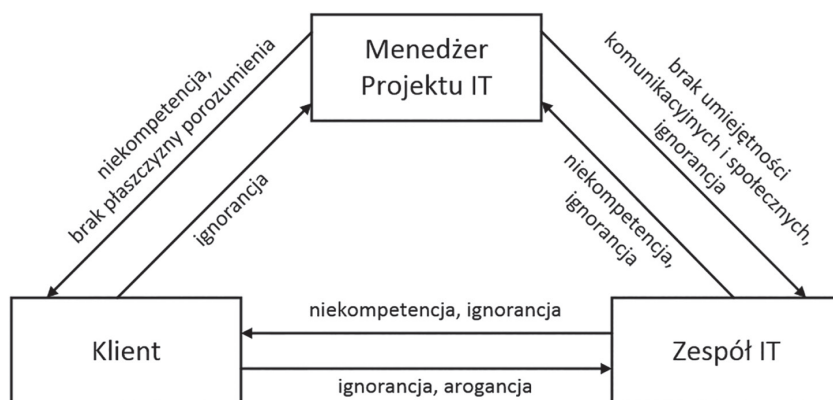 Menedżer
Projektu IT
niekompetencja,
brak płaszczyzny porozumienia
ignorancja
brak umiejętności
komunikacyjnych i społecznych,
ignorancja
niekompetencja,
ignorancja
Klient
niekompetencja, ignorancja
ignorancja, arogancja
Zespół IT